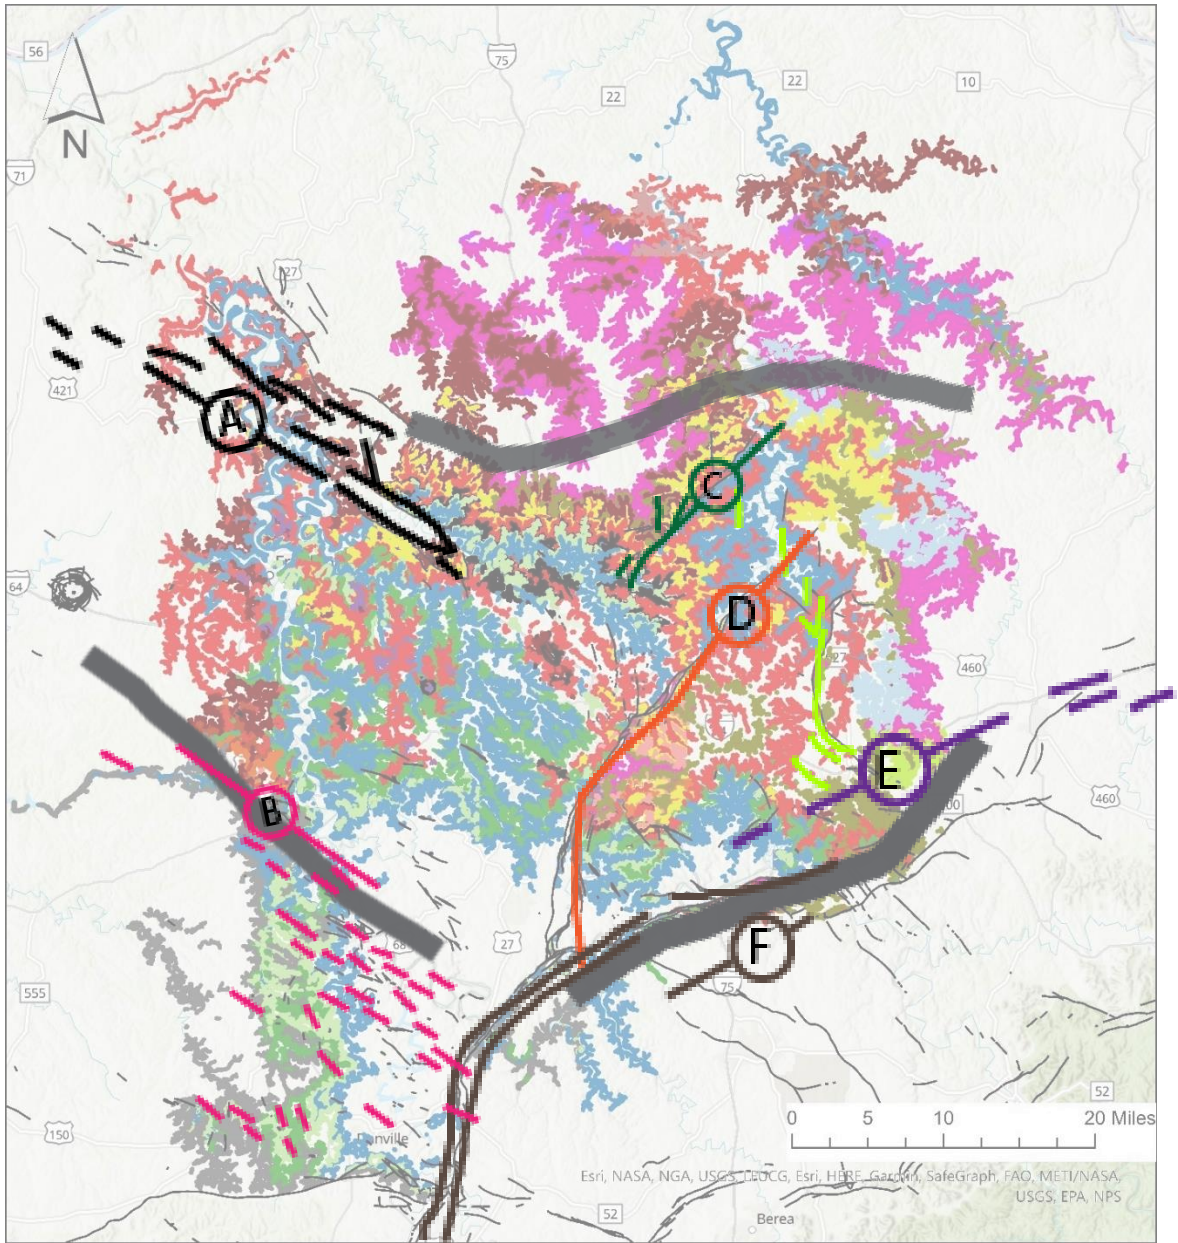 56
75
22
22
10
N
71
27
421
A
C
64
D
27
460
E
B
460
68
27
F
75
555
0 5 10 20 Miles
52
150
Esri, NASA, NGA, USGS, FEMA, Esri, HERE, Garmin, SafeGraph, FAO, METI/NASA,
USGS, EPA, NPS
52
Berea